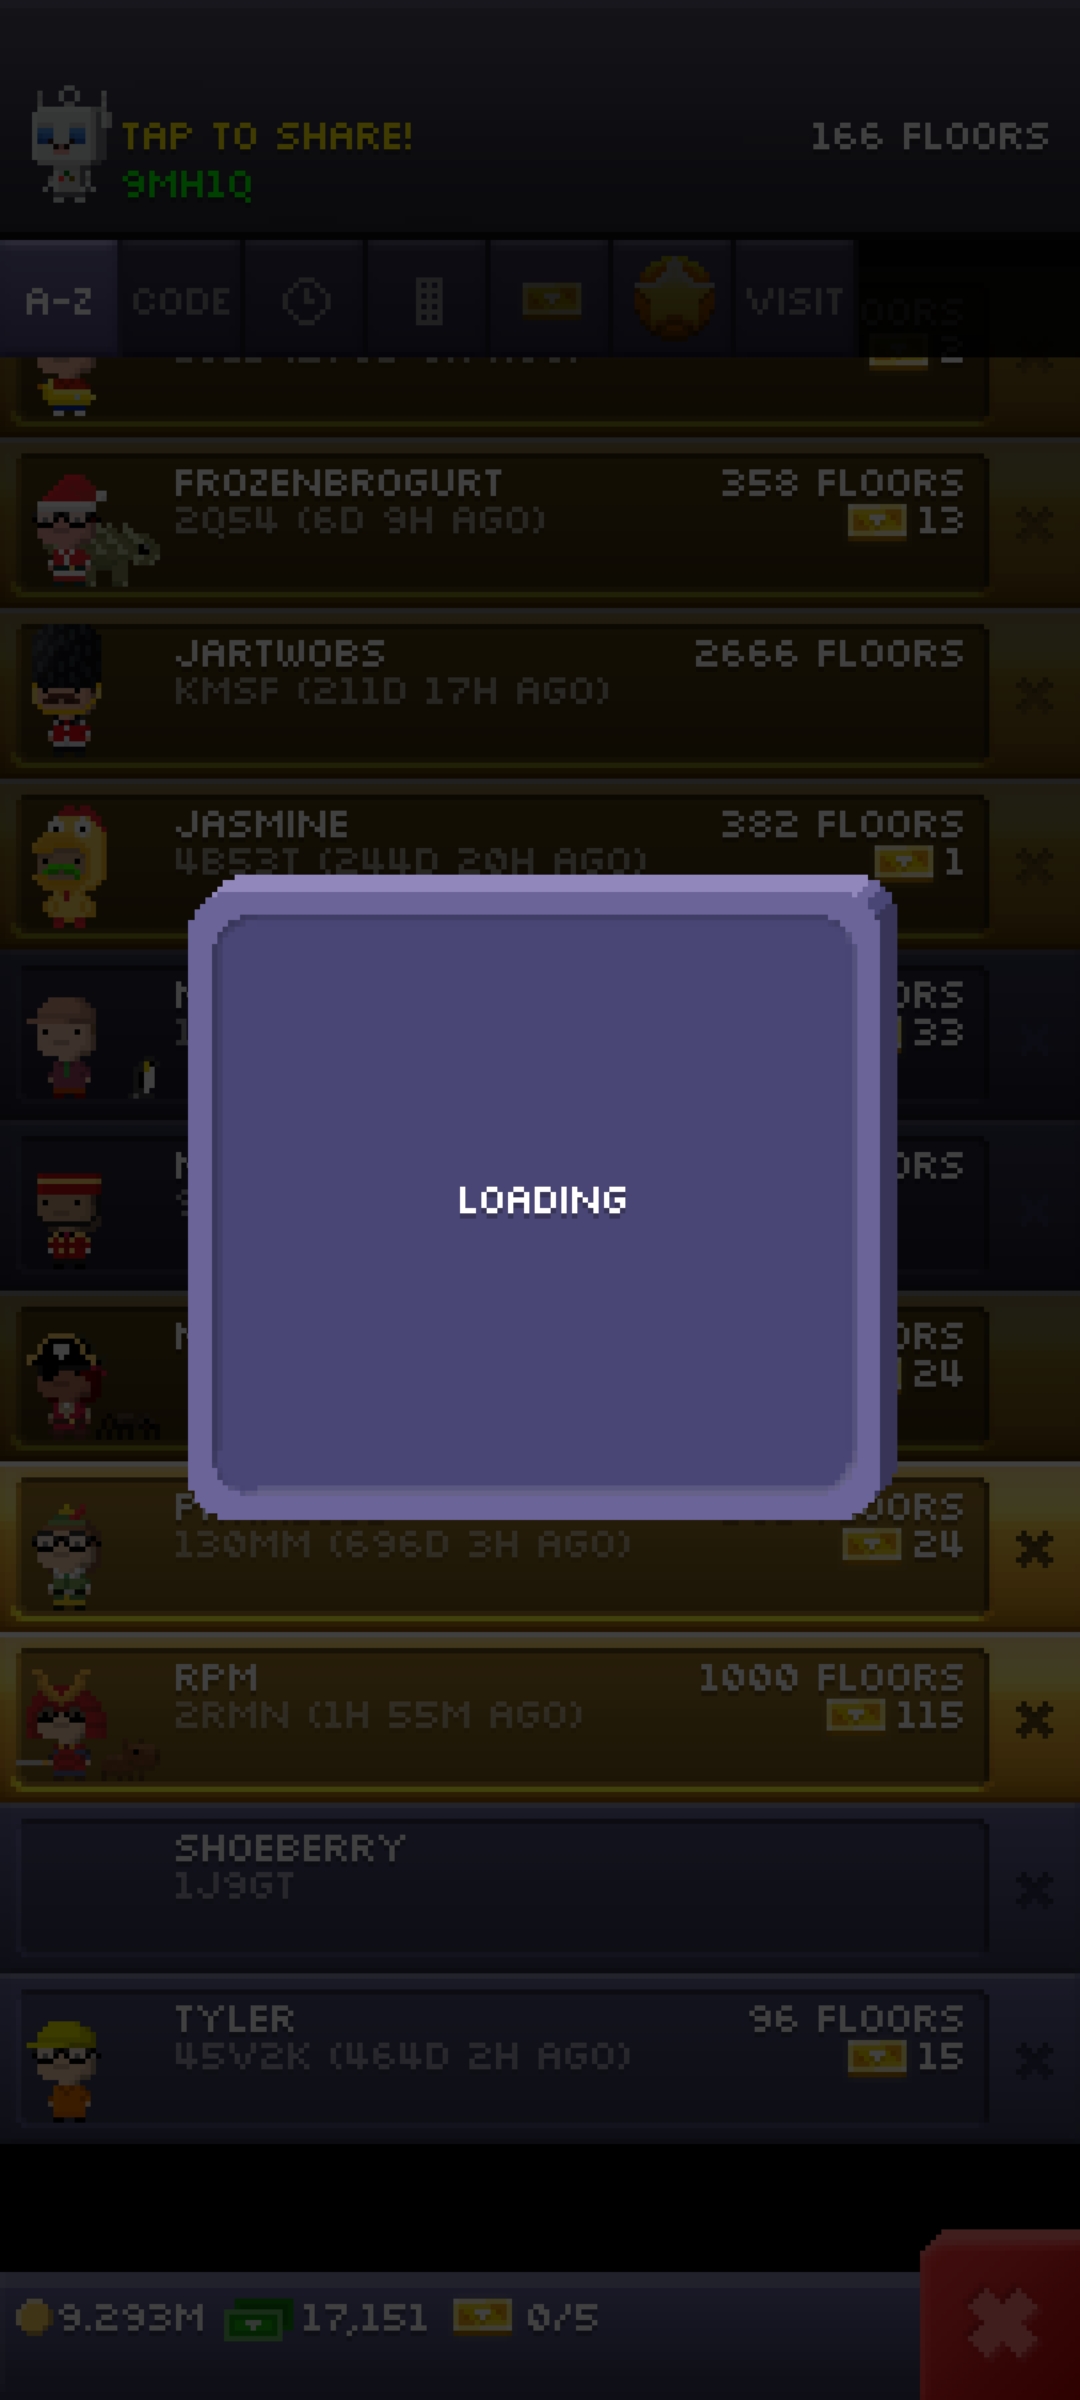 TAP TO SHARE!
166 FLOORS
9MH1Q
A-Z
CODE
VISIT
2
FROZENBROGURT
358 FLOORS
2Q54 (6D 9H AGO)
13
JARTWOBS
2666 FLOORS
KMSF (211D 17H AGO)
JASMINE
382 FLOORS
4B53T (244D 20H AGO)
1
33
24
LOADING
130MM (696D 3H AGO)
24
RPM
1000 FLOORS
2RMN (1H 55M AGO)
115
SHOEBERRY
1J9GT
TYLER
96 FLOORS
45V2K (464D 2H AGO)
15
9.293M
17,151
0/5